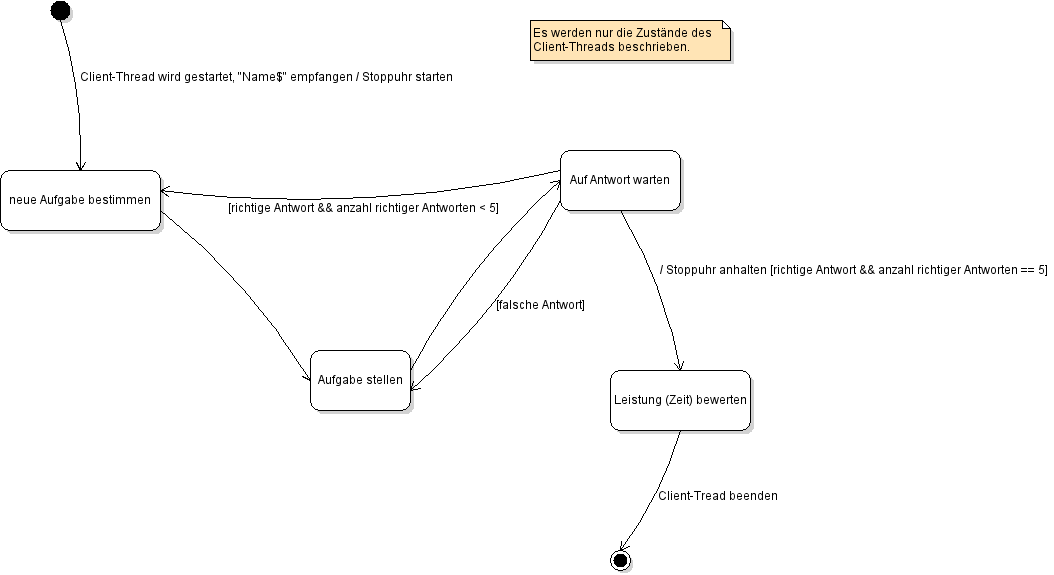 Es werden nur die Zustände des
Client-Threads beschrieben.
Client-Thread wird gestartet, "Name$" empfangen / Stoppuhr starten
neue Aufgabe bestimmen
Auf Antwort warten
[richtige Antwort && anzahl richtiger Antworten < 5]
/ Stoppuhr anhalten [richtige Antwort && anzahl richtiger Antworten == 5]
[falsche Antwort]
Aufgabe stellen
Leistung (Zeit) bewerten
Client-Tread beenden